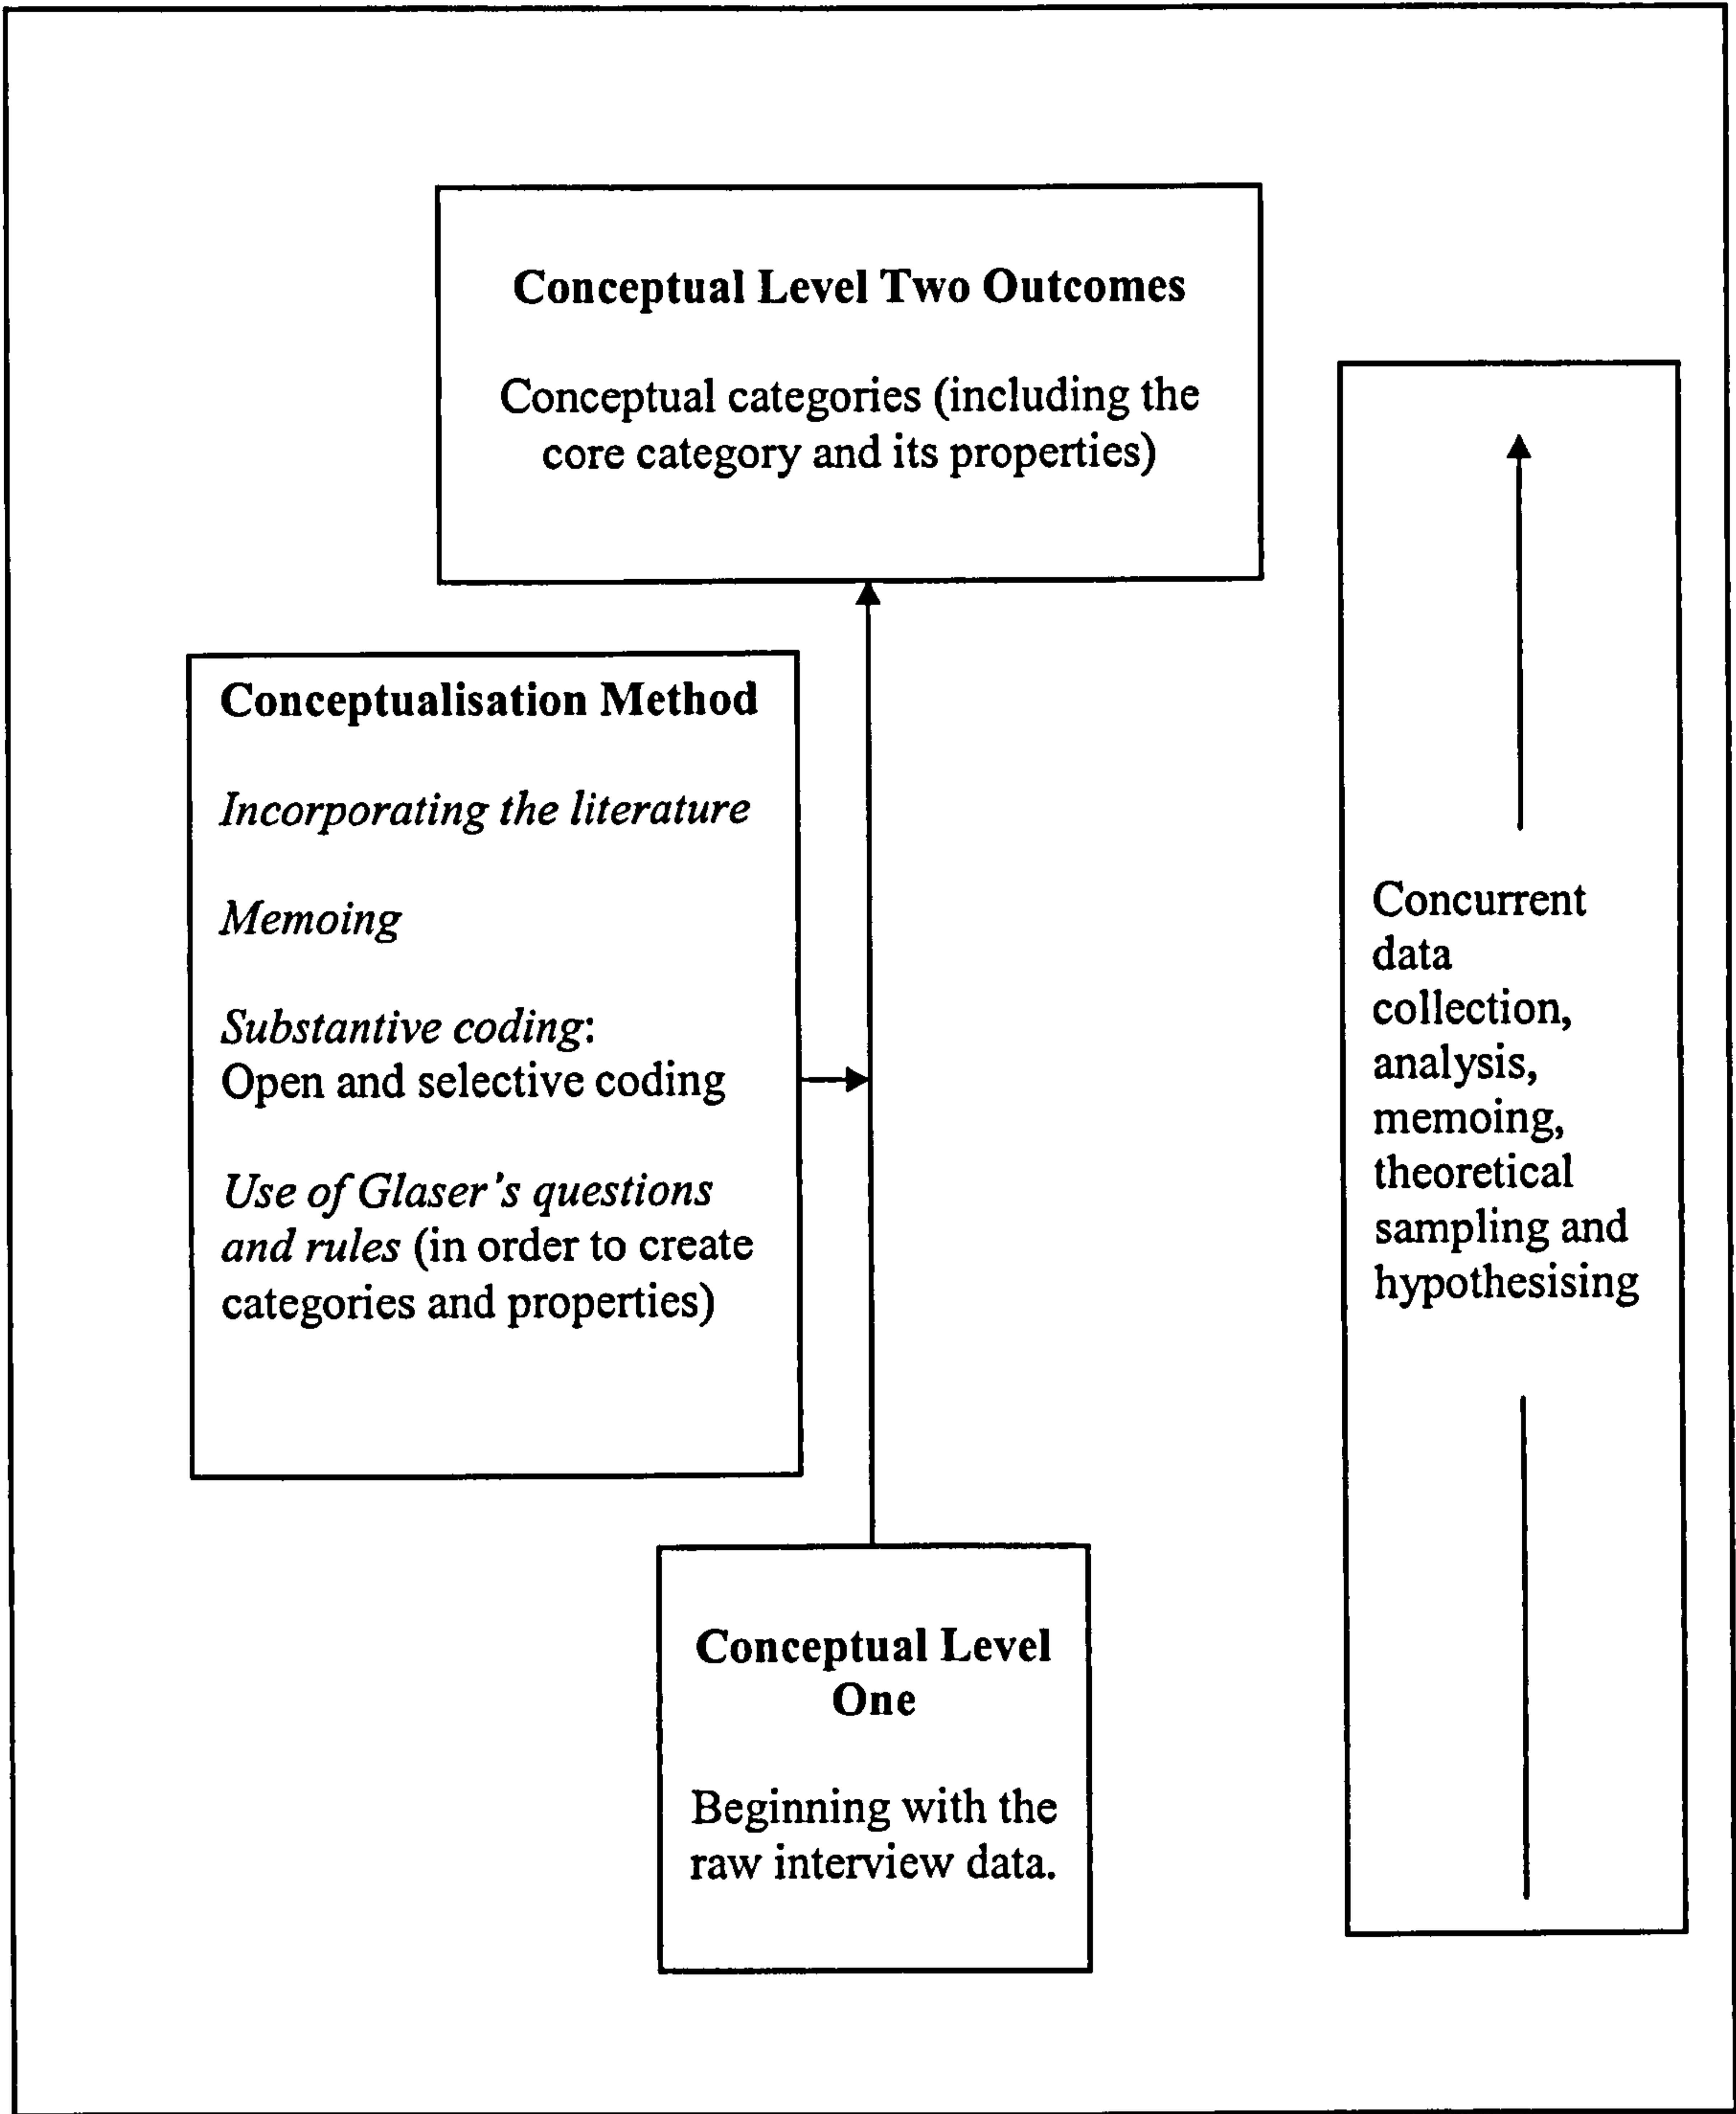 Conceptual Level Two Outcomes
Conceptual categories (including the
core category and its properties)
Conceptualisation Method
Incorporating the literature
Memoing
Substantive coding:
Open and selective coding
Use of Glaser's questions
and rules (in order to create
categories and properties)
Concurrent
data
collection,
analysis,
memoing,
theoretical
sampling and
hypothesising
Conceptual Level
One
Beginning with the
raw interview data.